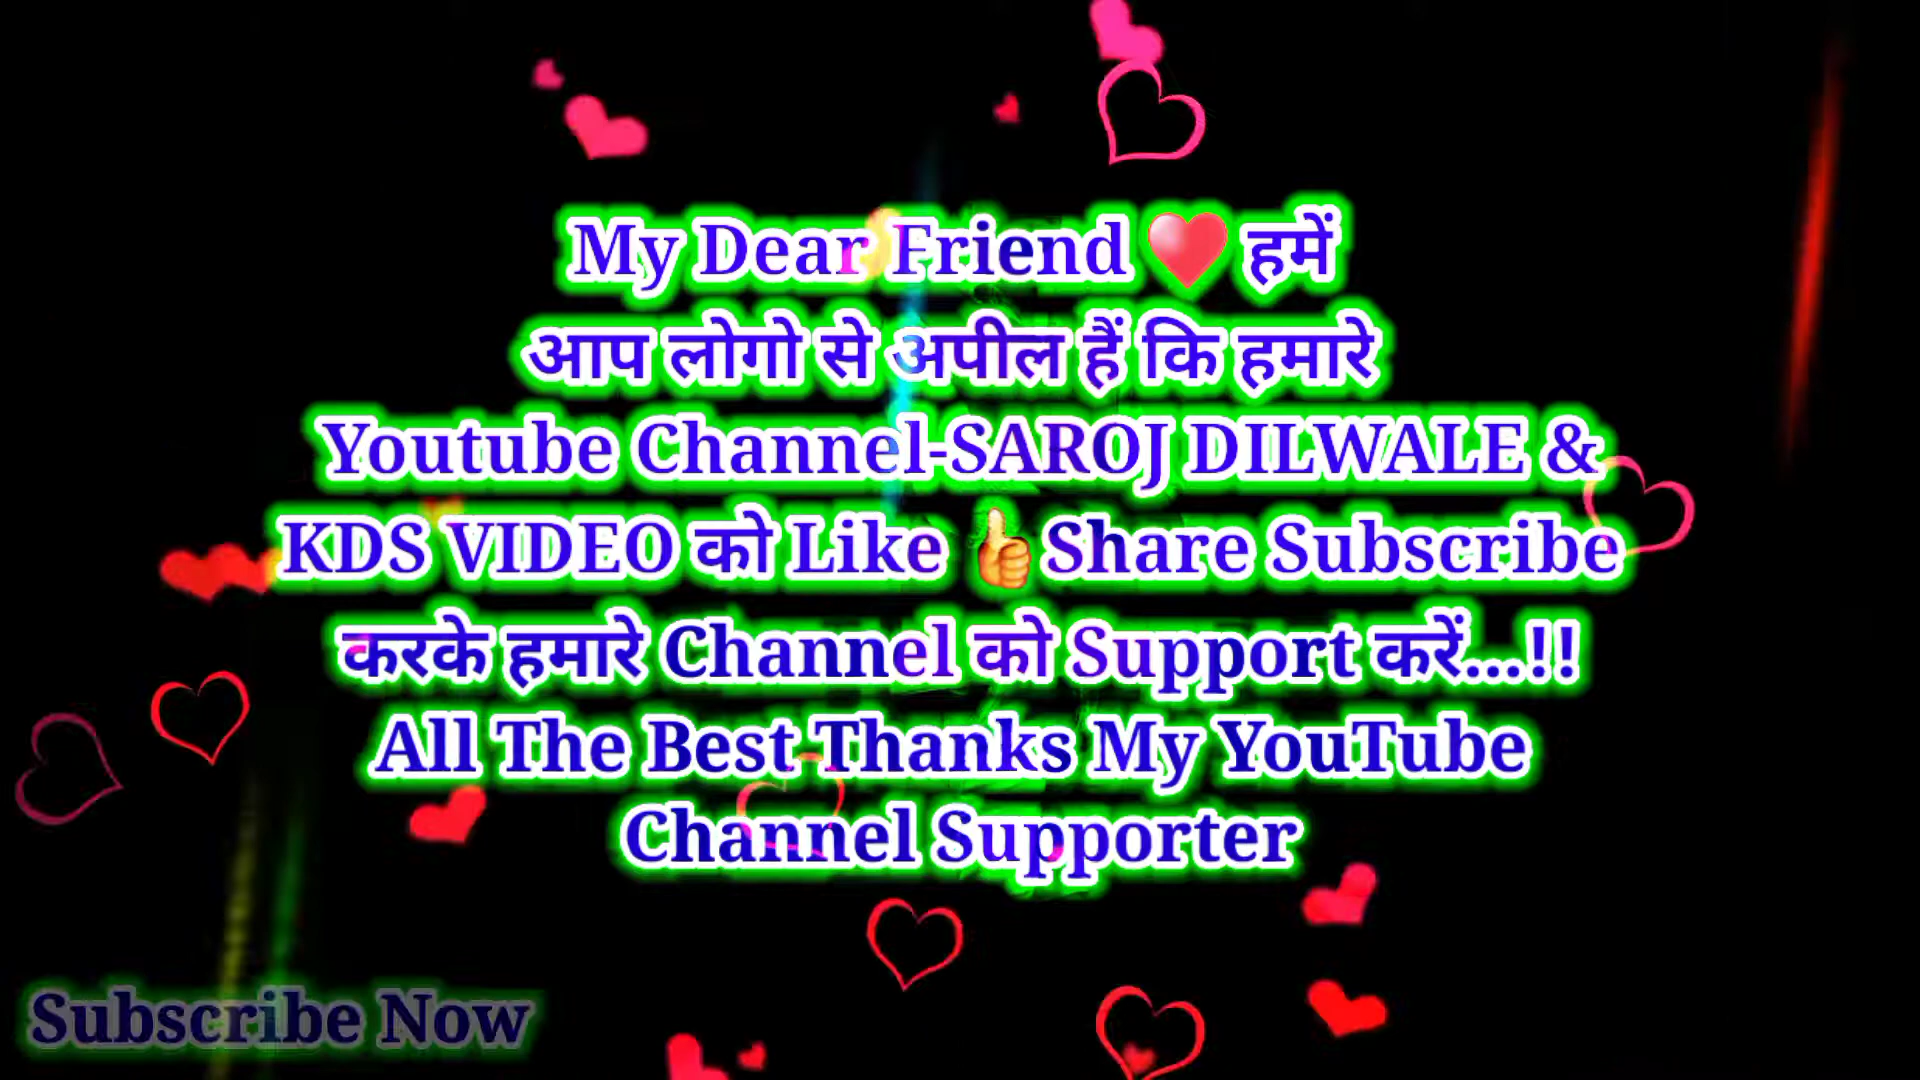 My Dear Friend ♥️ हमें
आप लोगो से अपील हैं कि हमारे
Youtube Channel-SAROJ DILWALE &
KDS VIDEO को Like 👍 Share Subscribe
करके हमारे Channel को Support करें...!!
All The Best Thanks My YouTube
Channel Supporter
Subscribe Now